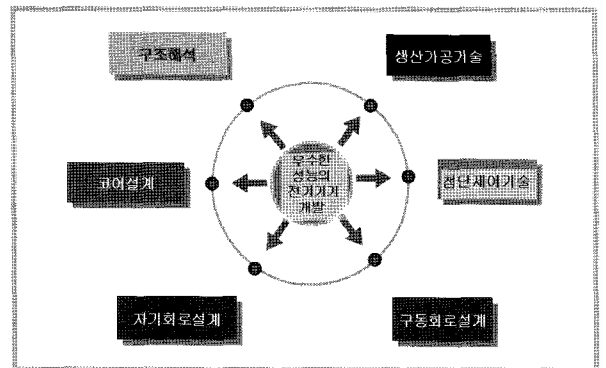 구조해석
생산가공기술
우수한
성능의
전기기기
개발
코어설계
첨단제어기술
자기회로설계
구동회로설계